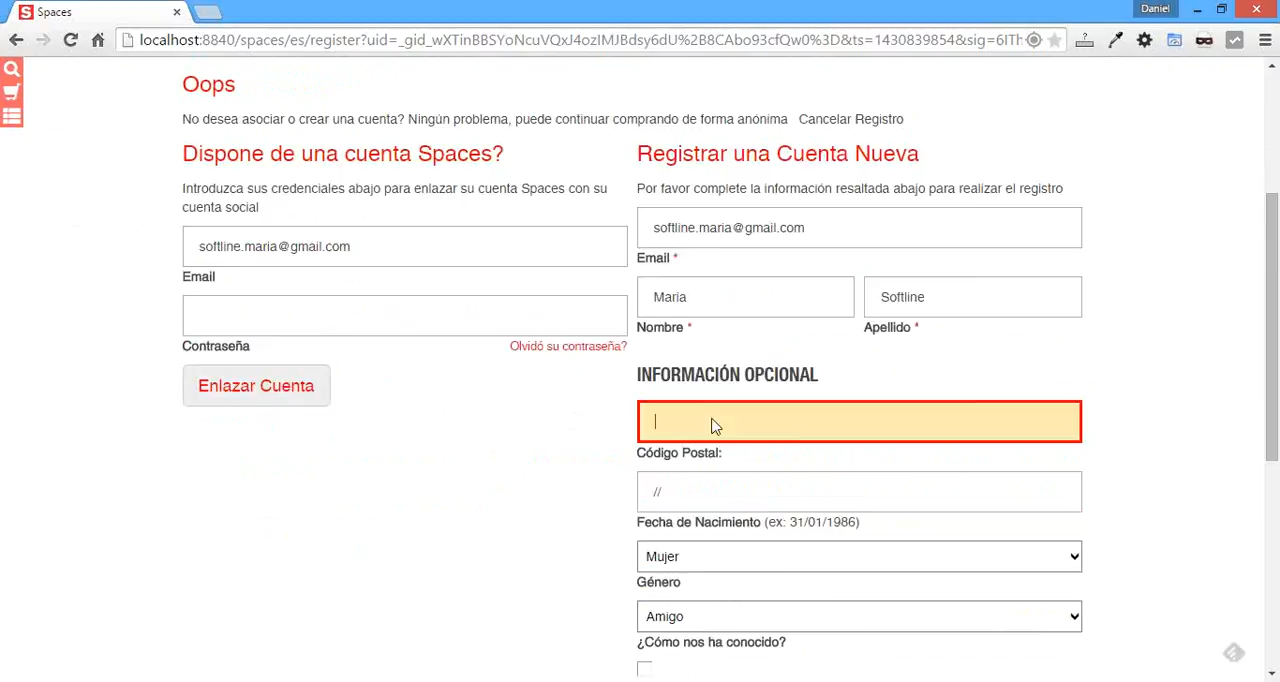 Spaces
Daniel
localhost:8840/spaces/es/register?uid=_gid_wXTinBBSYoNcuVQxJ4ozIMJBdsy6dU%2B8CAbo93cfQw0%3D&ts=1430839854&sig=6ITh
Oops
No desea asociar o crear una cuenta? Ningún problema, puede continuar comprando de forma anónima Cancelar Registro
Dispone de una cuenta Spaces?
Introduzca sus credenciales abajo para enlazar su cuenta Spaces con su
cuenta social
softline.maria@gmail.com
Email
Contraseña
Olvidó su contraseña?
Enlazar Cuenta
Registrar una Cuenta Nueva
Por favor complete la información resaltada abajo para realizar el registro
softline.maria@gmail.com
Email *
Maria
Softline
Nombre *
Apellido *
INFORMACIÓN OPCIONAL
Código Postal:
//
Fecha de Nacimiento (ex: 31/01/1986)
Mujer
Género
Amigo
¿Cómo nos ha conocido?